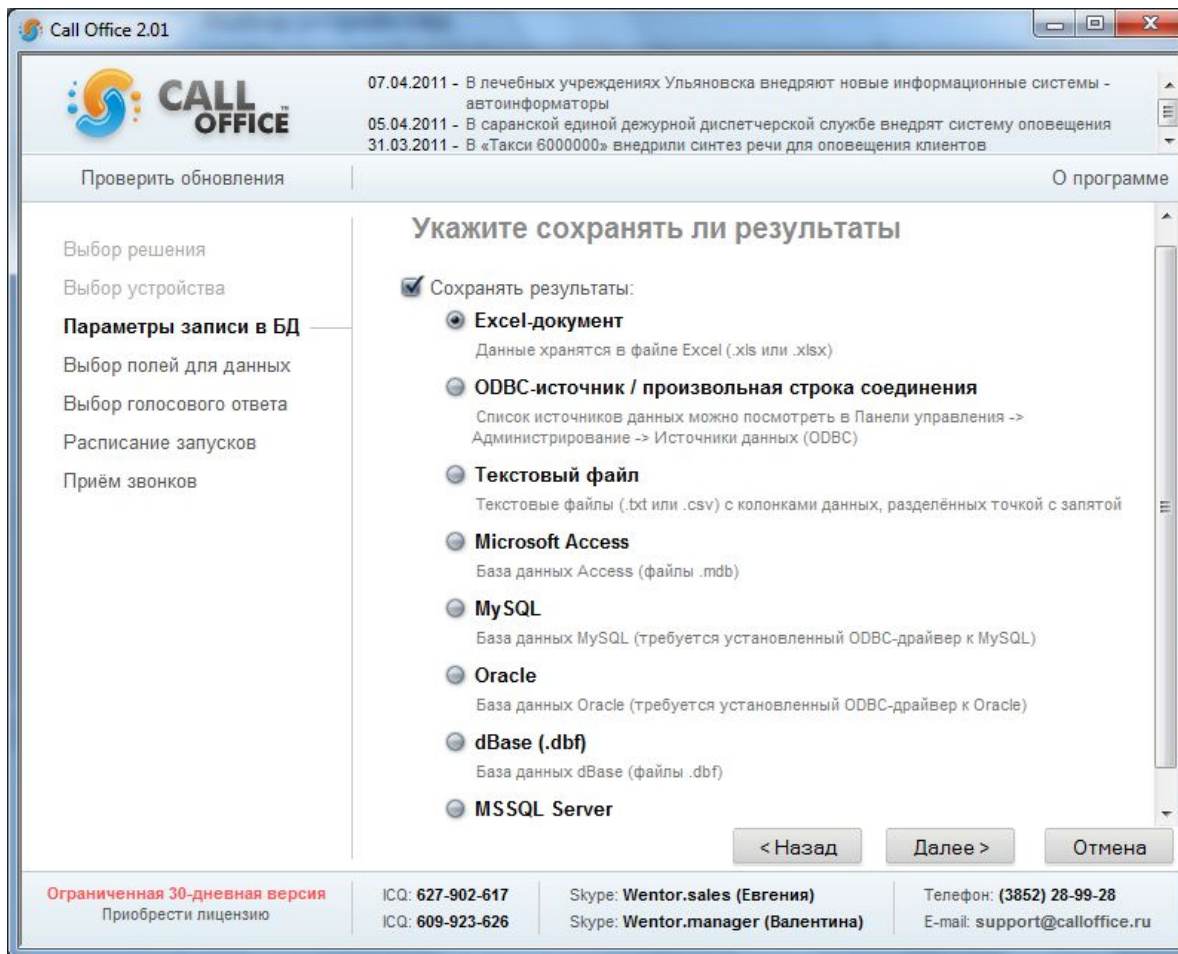 Call Office 2.01
CALL OFFICE™
07.04.2011 - В лечебных учреждениях Ульяновска внедряют новые информационные системы -
автоинформаторы
05.04.2011 - В саранской единой дежурной диспетчерской службе внедрят систему оповещения
31.03.2011 - В «Такси 6000000» внедрили синтез речи для оповещения клиентов
Проверить обновления
О программе
Выбор решения
Выбор устройства
Параметры записи в БД
Выбор полей для данных
Выбор голосового ответа
Расписание запусков
Приём звонков
Укажите сохранять ли результаты
Сохранять результаты:
Excel-документ
Данные хранятся в файле Excel (.xls или .xlsx)
ODBC-источник / произвольная строка соединения
Список источников данных можно посмотреть в Панели управления ->
Администрирование -> Источники данных (ODBC)
Текстовый файл
Текстовые файлы (.txt или .csv) с колонками данных, разделённых точкой с запятой
Microsoft Access
База данных Access (файлы .mdb)
MySQL
База данных MySQL (требуется установленный ODBC-драйвер к MySQL)
Oracle
База данных Oracle (требуется установленный ODBC-драйвер к Oracle)
dBase (.dbf)
База данных dBase (файлы .dbf)
MSSQL Server
< Назад
Далее >
Отмена
Ограниченная 30-дневная версия
Приобрести лицензию
ICQ: 627-902-617
ICQ: 609-923-626
Skype: Wentor.sales (Евгения)
Skype: Wentor.manager (Валентина)
Телефон: (3852) 28-99-28
E-mail: support@calloffice.ru